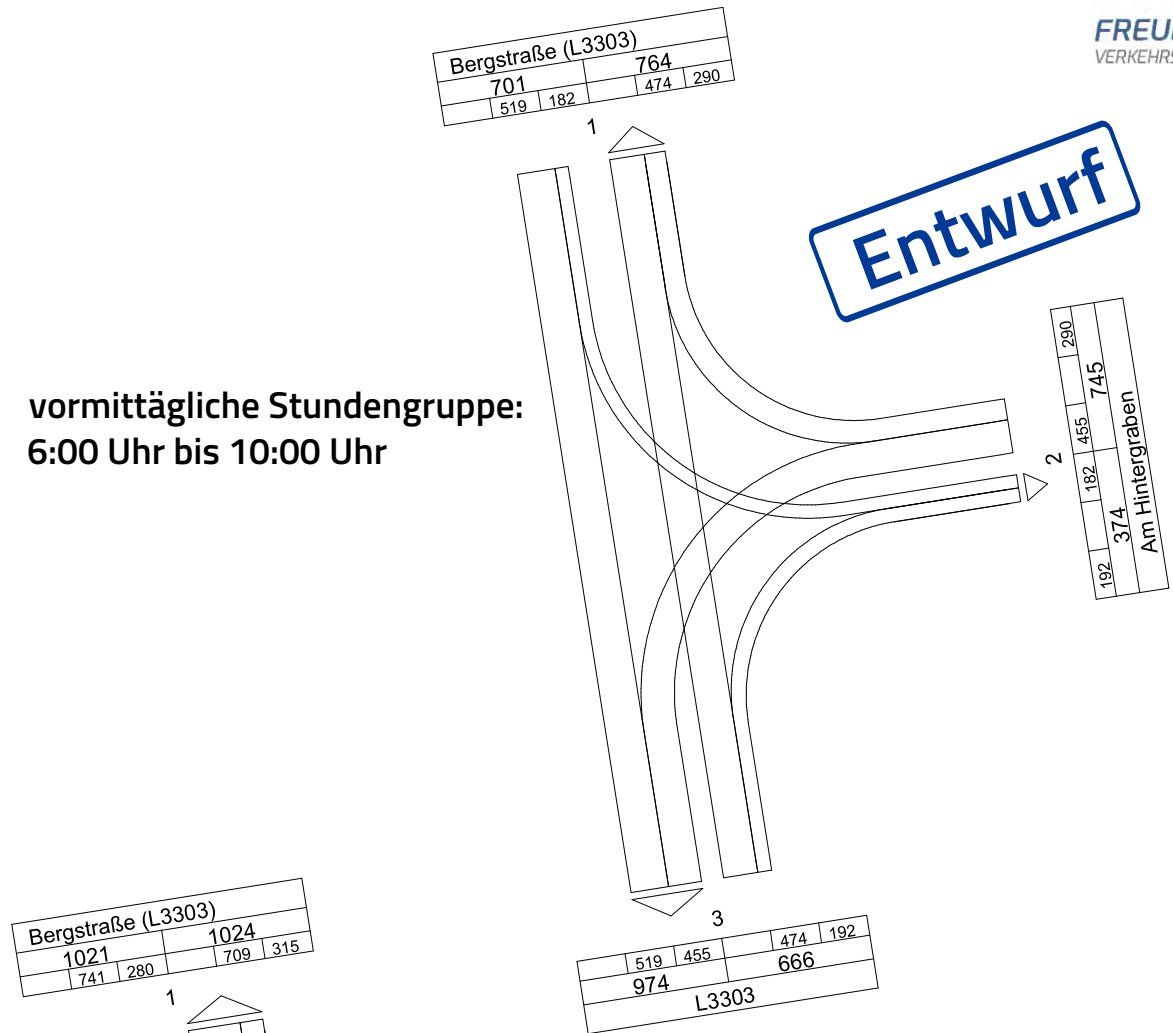 FREU
VERKEHRS
Bergstraße (L3303)
701 764
519 182 474 290
1
Entwurf
vormittägliche Stundengruppe:
6:00 Uhr bis 10:00 Uhr
290 455 182 192
745 374
Am Hintergraben
2
3
519 455 474 192
974 666
L3303
Bergstraße (L3303)
1021 1024
741 280 709 315
1